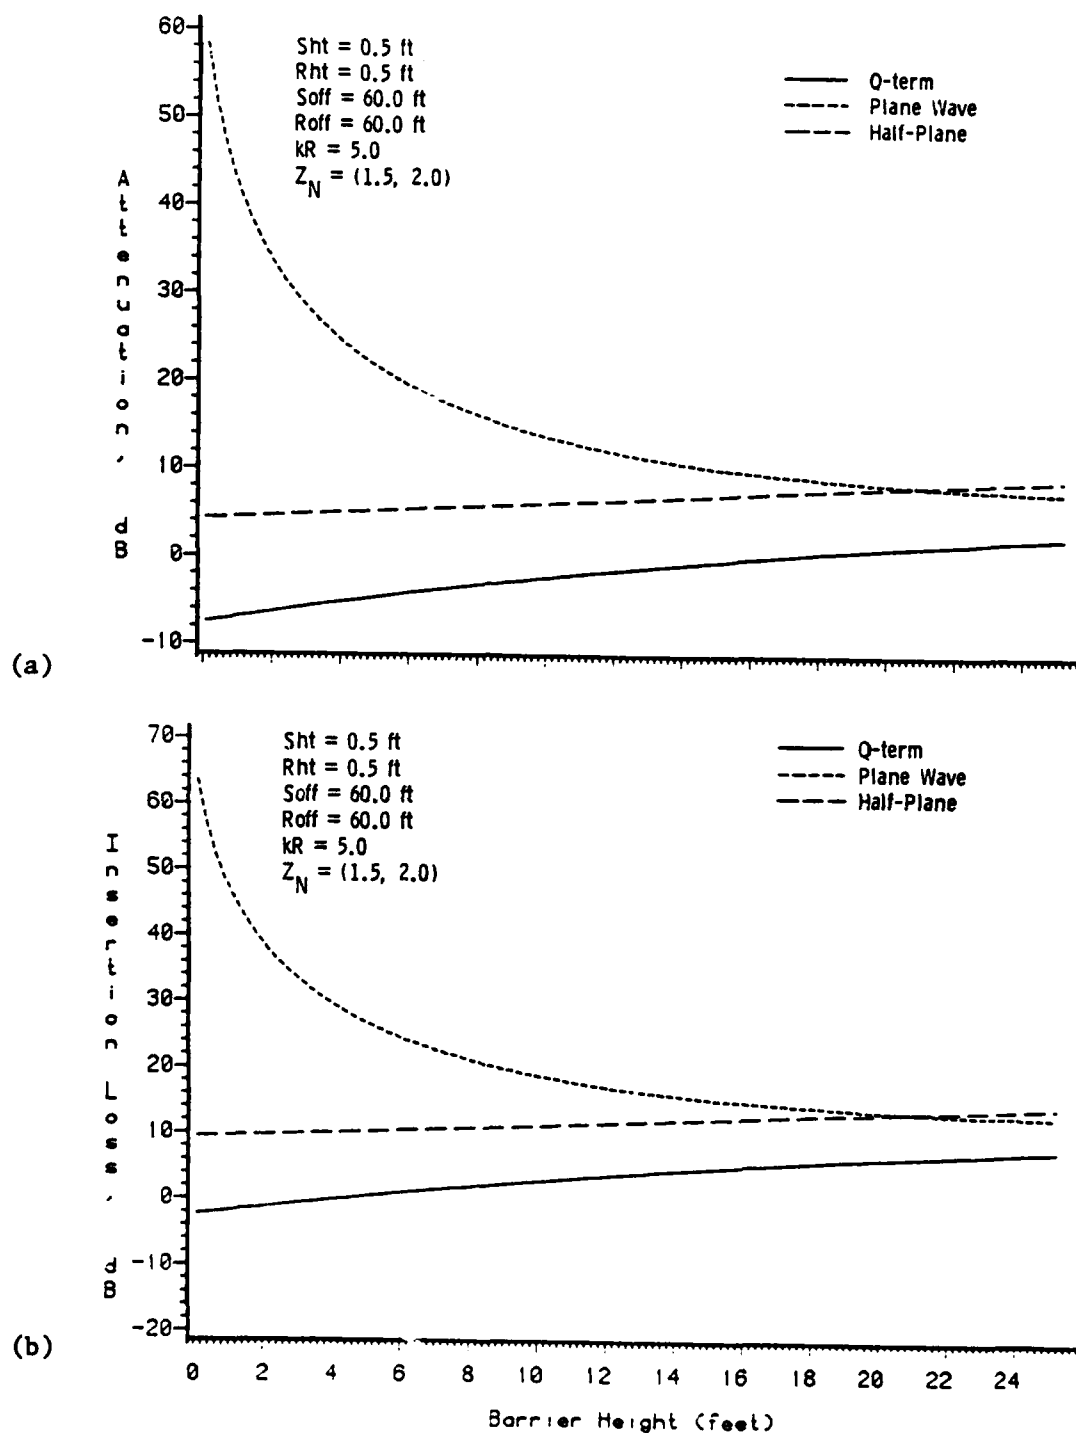 60
50
40
30
20
10
0
-10
Attenuation, dB
Sht = 0.5 ft
Rht = 0.5 ft
Soff = 60.0 ft
Roff = 60.0 ft
kR = 5.0
Z_N = (1.5, 2.0)
Q-term
Plane Wave
Half-Plane
(a)
70
60
50
40
30
20
10
0
-10
-20
Insertion Loss, dB
Sht = 0.5 ft
Rht = 0.5 ft
Soff = 60.0 ft
Roff = 60.0 ft
kR = 5.0
Z_N = (1.5, 2.0)
Q-term
Plane Wave
Half-Plane
(b)
0 2 4 6 8 10 12 14 16 18 20 22 24
Barrier Height (feet)